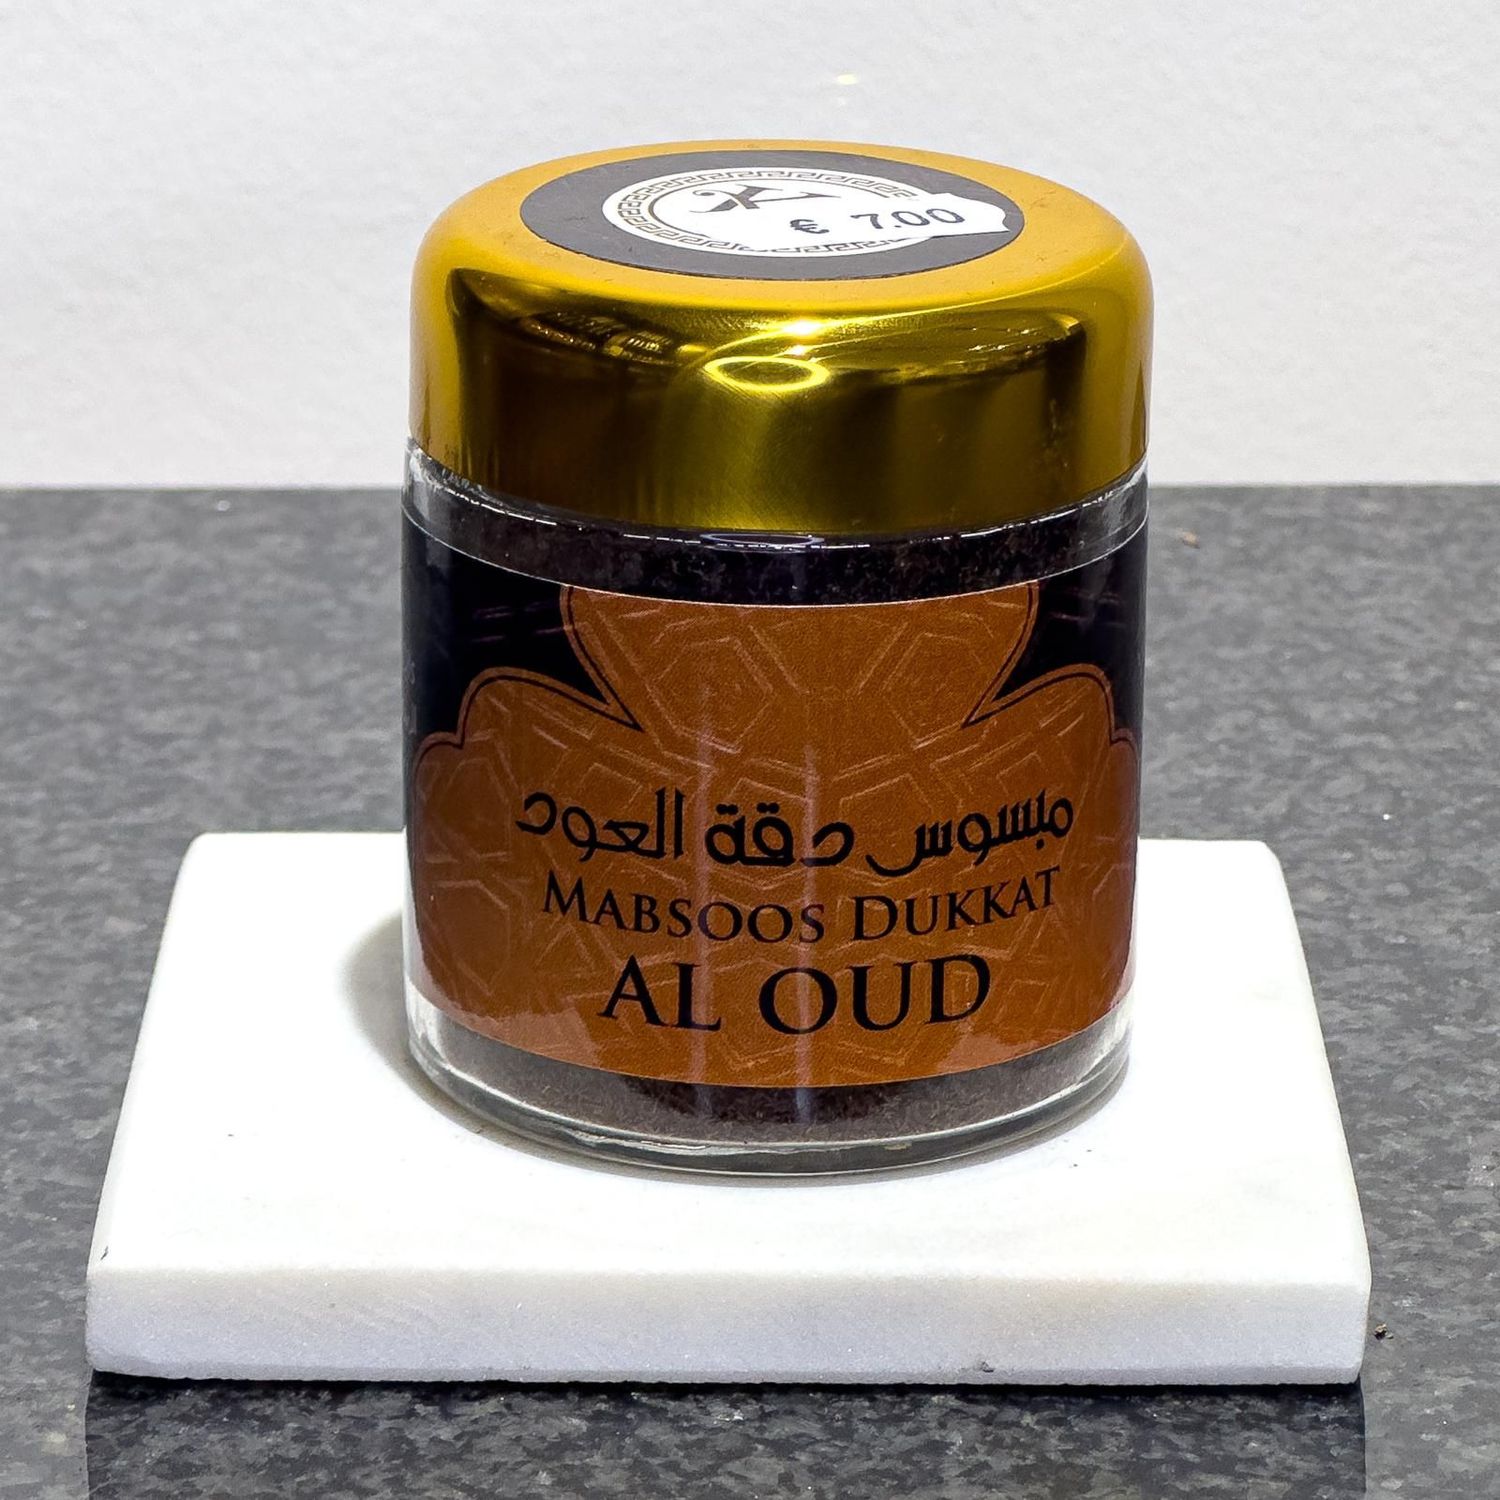 € 7.00
مبسوس دقة العود
MABSOOS DUKKAT
AL OUD